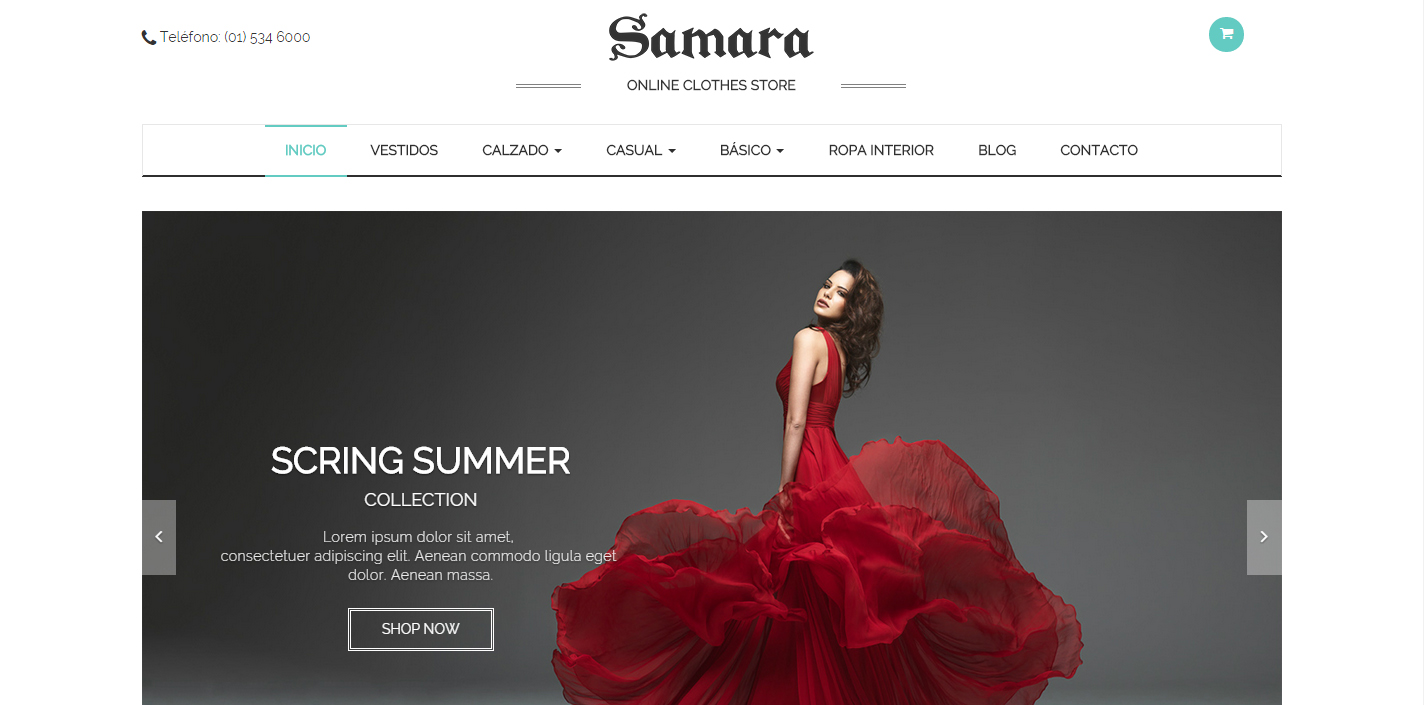 Teléfono: (01) 534 6000
Samara
ONLINE CLOTHES STORE
INICIO VESTIDOS CALZADO CASUAL BÁSICO ROPA INTERIOR BLOG CONTACTO
SCRING SUMMER
COLLECTION
Lorem ipsum dolor sit amet,
consectetuer adipiscing elit. Aenean commodo ligula eget
dolor. Aenean massa.
SHOP NOW